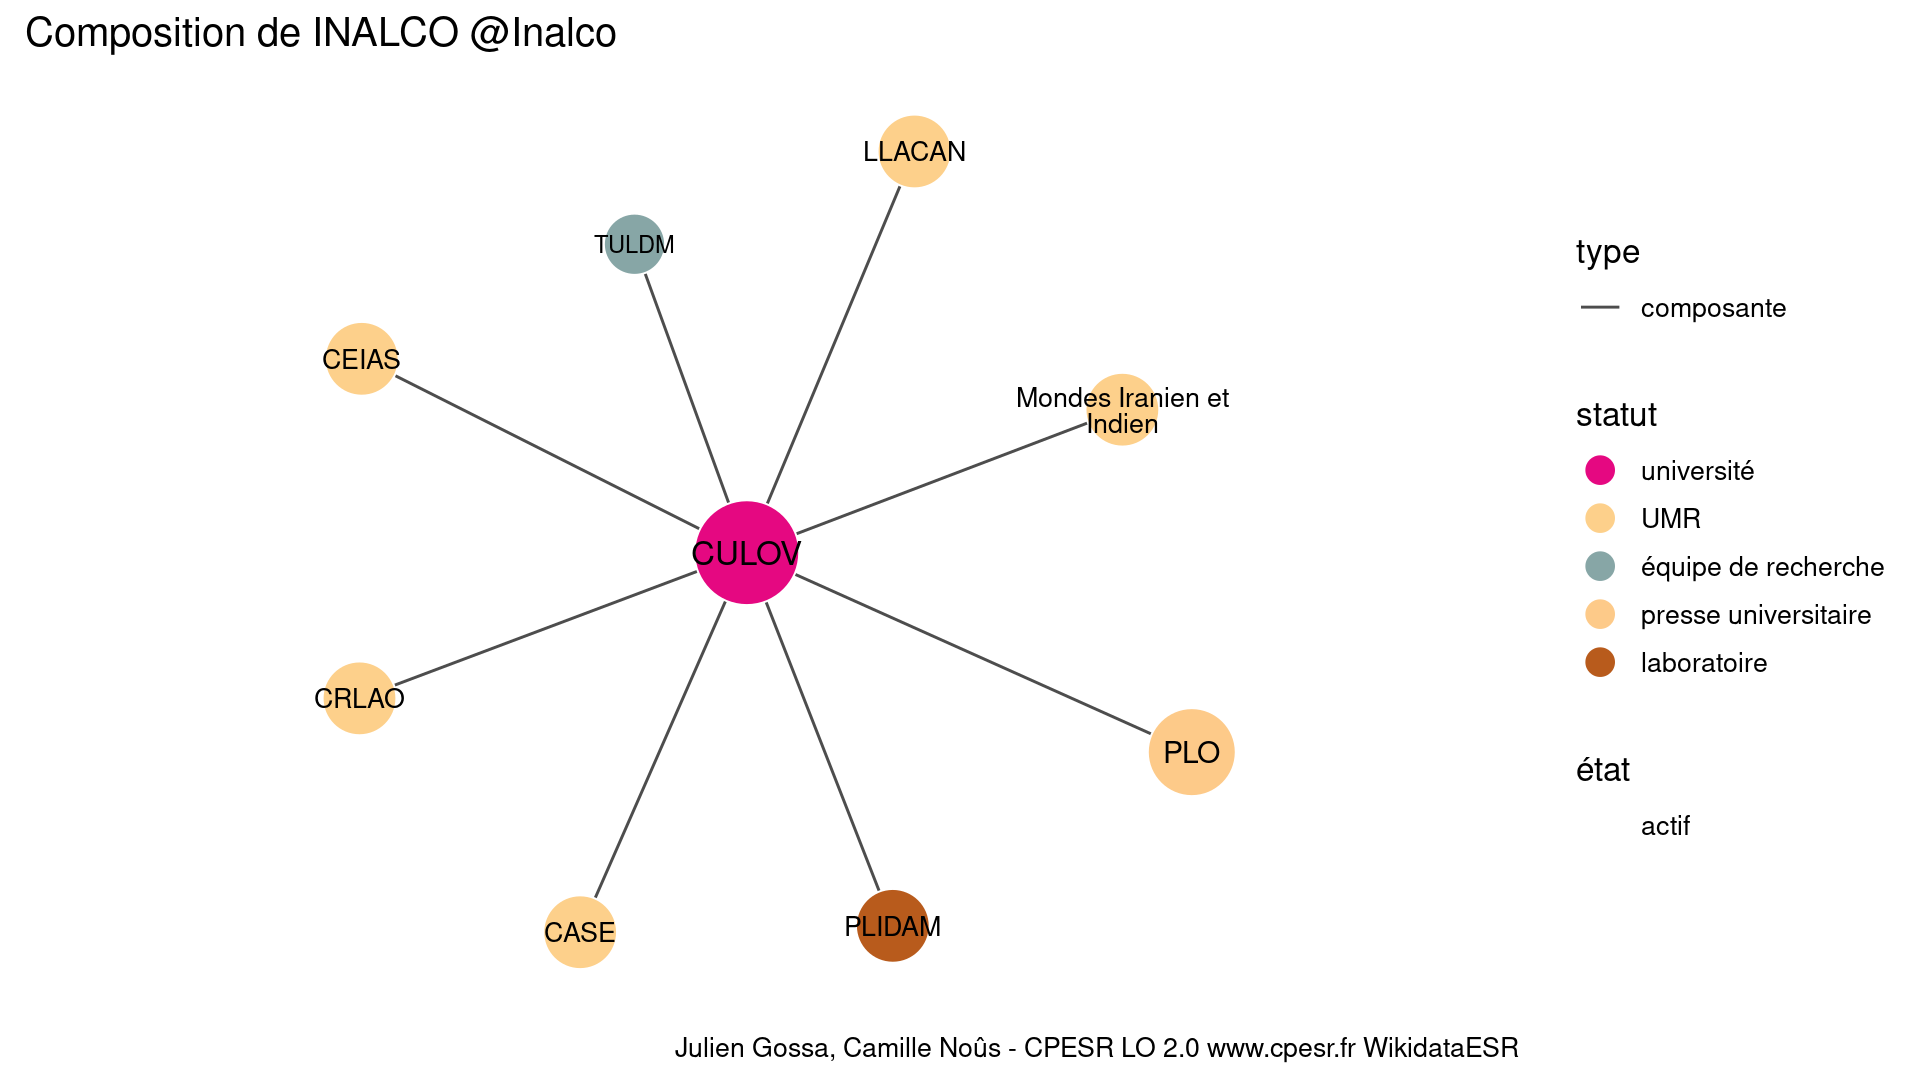 Composition de INALCO @Inalco
LLACAN
TULDM
CEIAS
Mondes Iranien et
Indien
CULOV
CRLAO
PLO
CASE
PLIDAM
type
composante
statut
université
UMR
équipe de recherche
presse universitaire
laboratoire
état
actif
Julien Gossa, Camille Noûs - CPESR LO 2.0 www.cpesr.fr WikidataESR